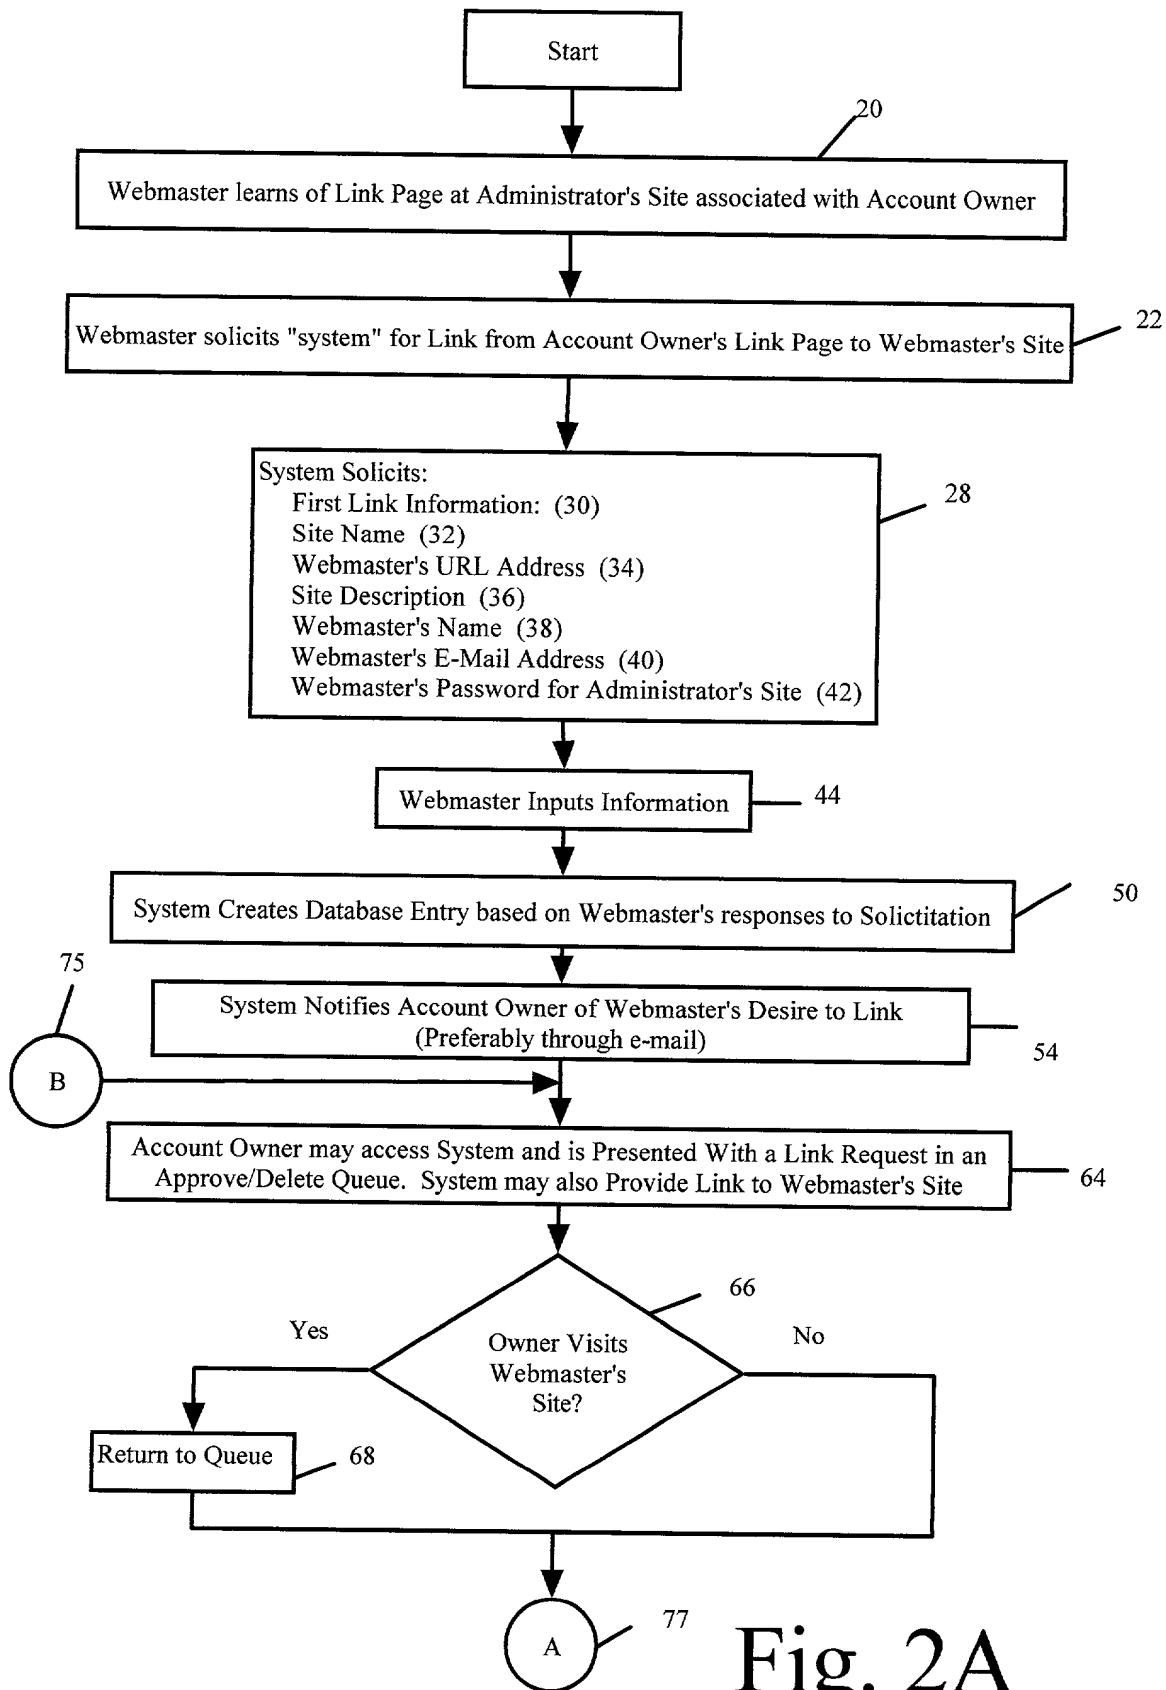 Start
20
Webmaster learns of Link Page at Administrator's Site associated with Account Owner
22
Webmaster solicits "system" for Link from Account Owner's Link Page to Webmaster's Site
28
System Solicits:
First Link Information: (30)
Site Name (32)
Webmaster's URL Address (34)
Site Description (36)
Webmaster's Name (38)
Webmaster's E-Mail Address (40)
Webmaster's Password for Administrator's Site (42)
Webmaster Inputs Information
44
System Creates Database Entry based on Webmaster's responses to Solictitation
50
75
System Notifies Account Owner of Webmaster's Desire to Link
(Preferably through e-mail)
54
B
Account Owner may access System and is Presented With a Link Request in an
Approve/Delete Queue. System may also Provide Link to Webmaster's Site
64
66
Yes
No
Owner Visits
Webmaster's
Site?
Return to Queue
68
A
77
Fig. 2A